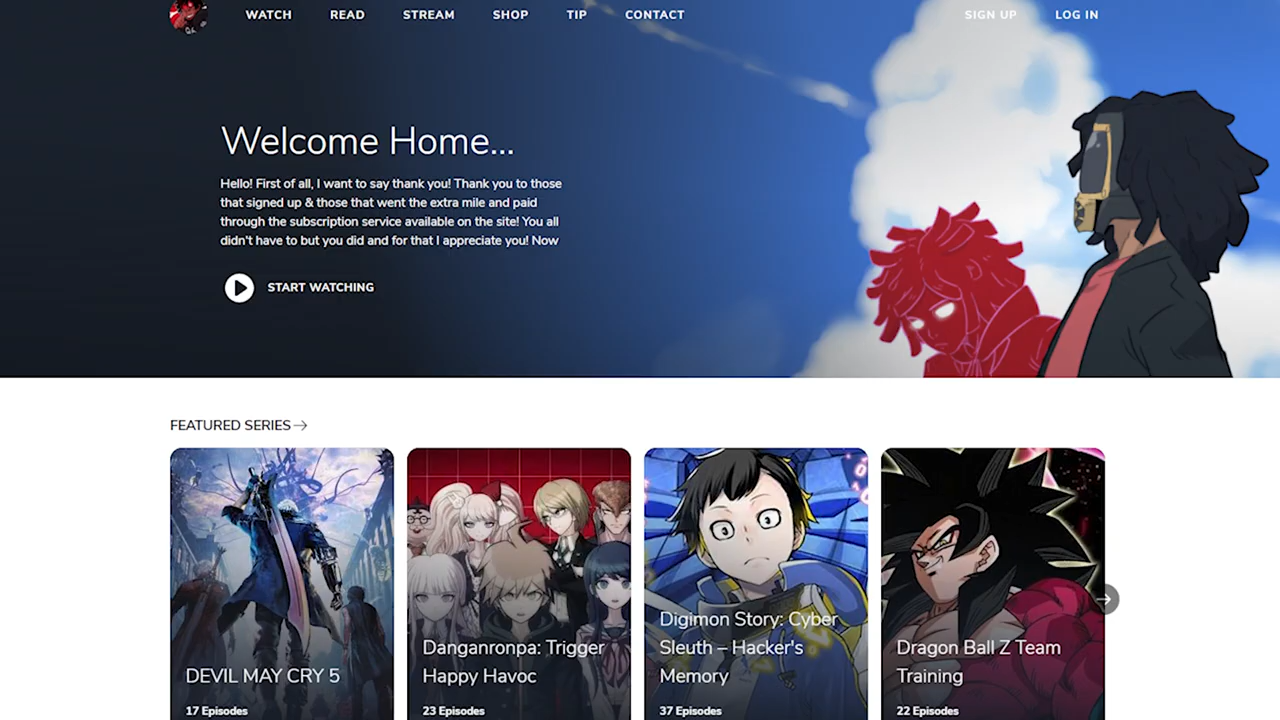 WATCH READ STREAM SHOP TIP CONTACT SIGN UP LOG IN
Welcome Home...
Hello! First of all, I want to say thank you! Thank you to those
that signed up & those that went the extra mile and paid
through the subscription service available on the site! You all
didn't have to but you did and for that I appreciate you! Now
START WATCHING
FEATURED SERIES
DEVIL MAY CRY 5
17 Episodes
Danganronpa: Trigger
Happy Havoc
23 Episodes
Digimon Story: Cyber
Sleuth – Hacker's
Memory
37 Episodes
Dragon Ball Z Team
Training
22 Episodes